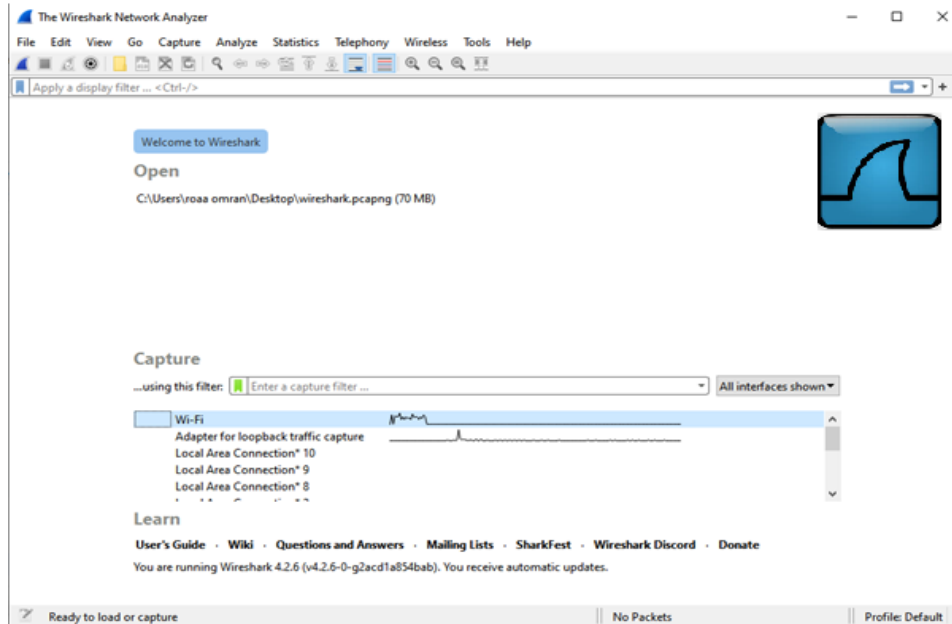 The Wireshark Network Analyzer
File Edit View Go Capture Analyze Statistics Telephony Wireless Tools Help
Apply a display filter ... <Ctrl-/>
Welcome to Wireshark
Open
C:\Users\roaa omran\Desktop\wireshark.pcapng (70 MB)
Capture
...using this filter: Enter a capture filter ... All interfaces shown
Wi-Fi
Adapter for loopback traffic capture
Local Area Connection* 10
Local Area Connection* 9
Local Area Connection* 8
Learn
User's Guide · Wiki · Questions and Answers · Mailing Lists · SharkFest · Wireshark Discord · Donate
You are running Wireshark 4.2.6 (v4.2.6-0-g2acd1a854bab). You receive automatic updates.
Ready to load or capture No Packets Profile: Default